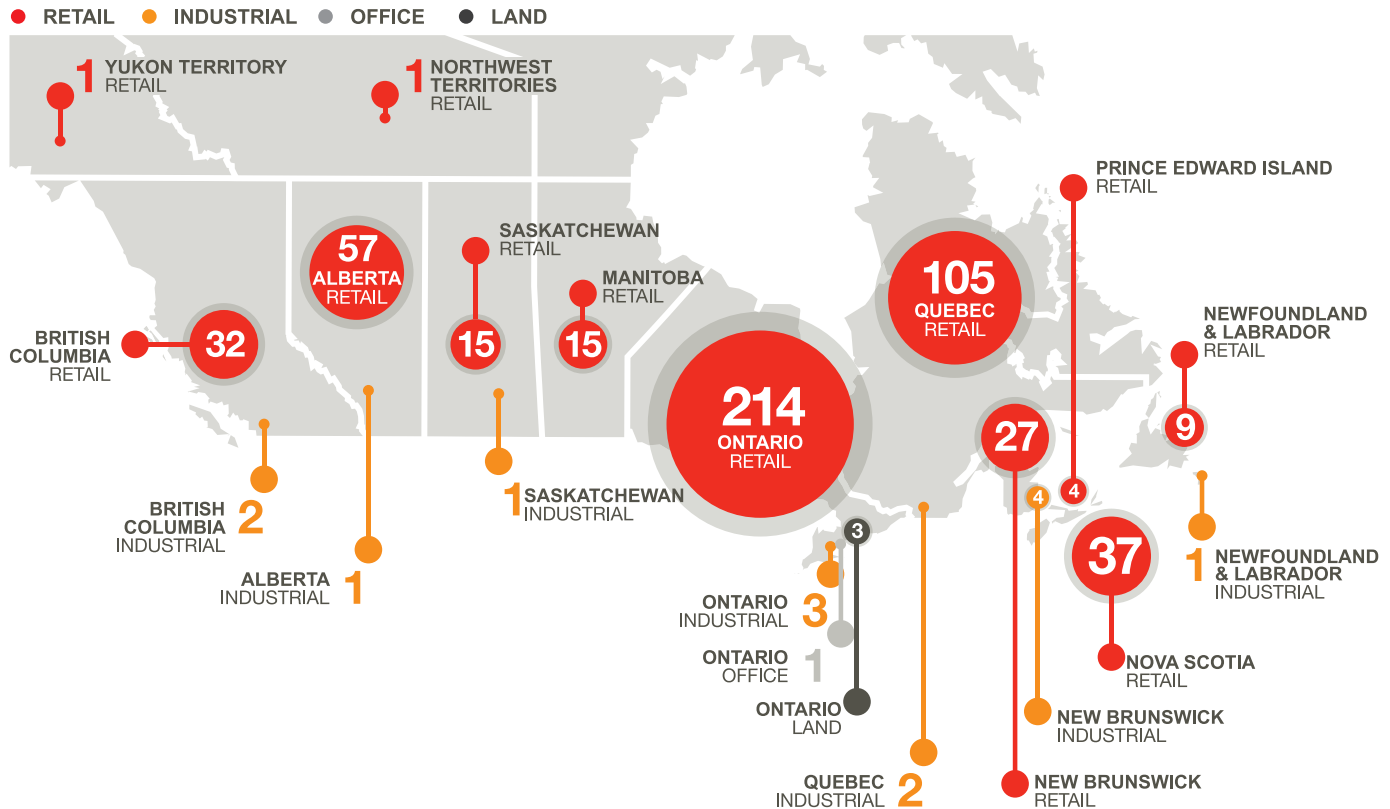 RETAIL INDUSTRIAL OFFICE LAND
1 YUKON TERRITORY
RETAIL
1 NORTHWEST
TERRITORIES
RETAIL
PRINCE EDWARD ISLAND
RETAIL
57
ALBERTA
RETAIL
SASKATCHEWAN
RETAIL
15
MANITOBA
RETAIL
15
105
QUEBEC
RETAIL
BRITISH
COLUMBIA
RETAIL
32
NEWFOUNDLAND
& LABRADOR
RETAIL
9
214
ONTARIO
RETAIL
27
4
4
3
37
BRITISH
COLUMBIA
INDUSTRIAL
2
ALBERTA
INDUSTRIAL
1
1 SASKATCHEWAN
INDUSTRIAL
1 NEWFOUNDLAND
& LABRADOR
INDUSTRIAL
ONTARIO
INDUSTRIAL
3
ONTARIO
OFFICE
1
ONTARIO
LAND
NOVA SCOTIA
RETAIL
NEW BRUNSWICK
INDUSTRIAL
QUEBEC
INDUSTRIAL
2
NEW BRUNSWICK
RETAIL